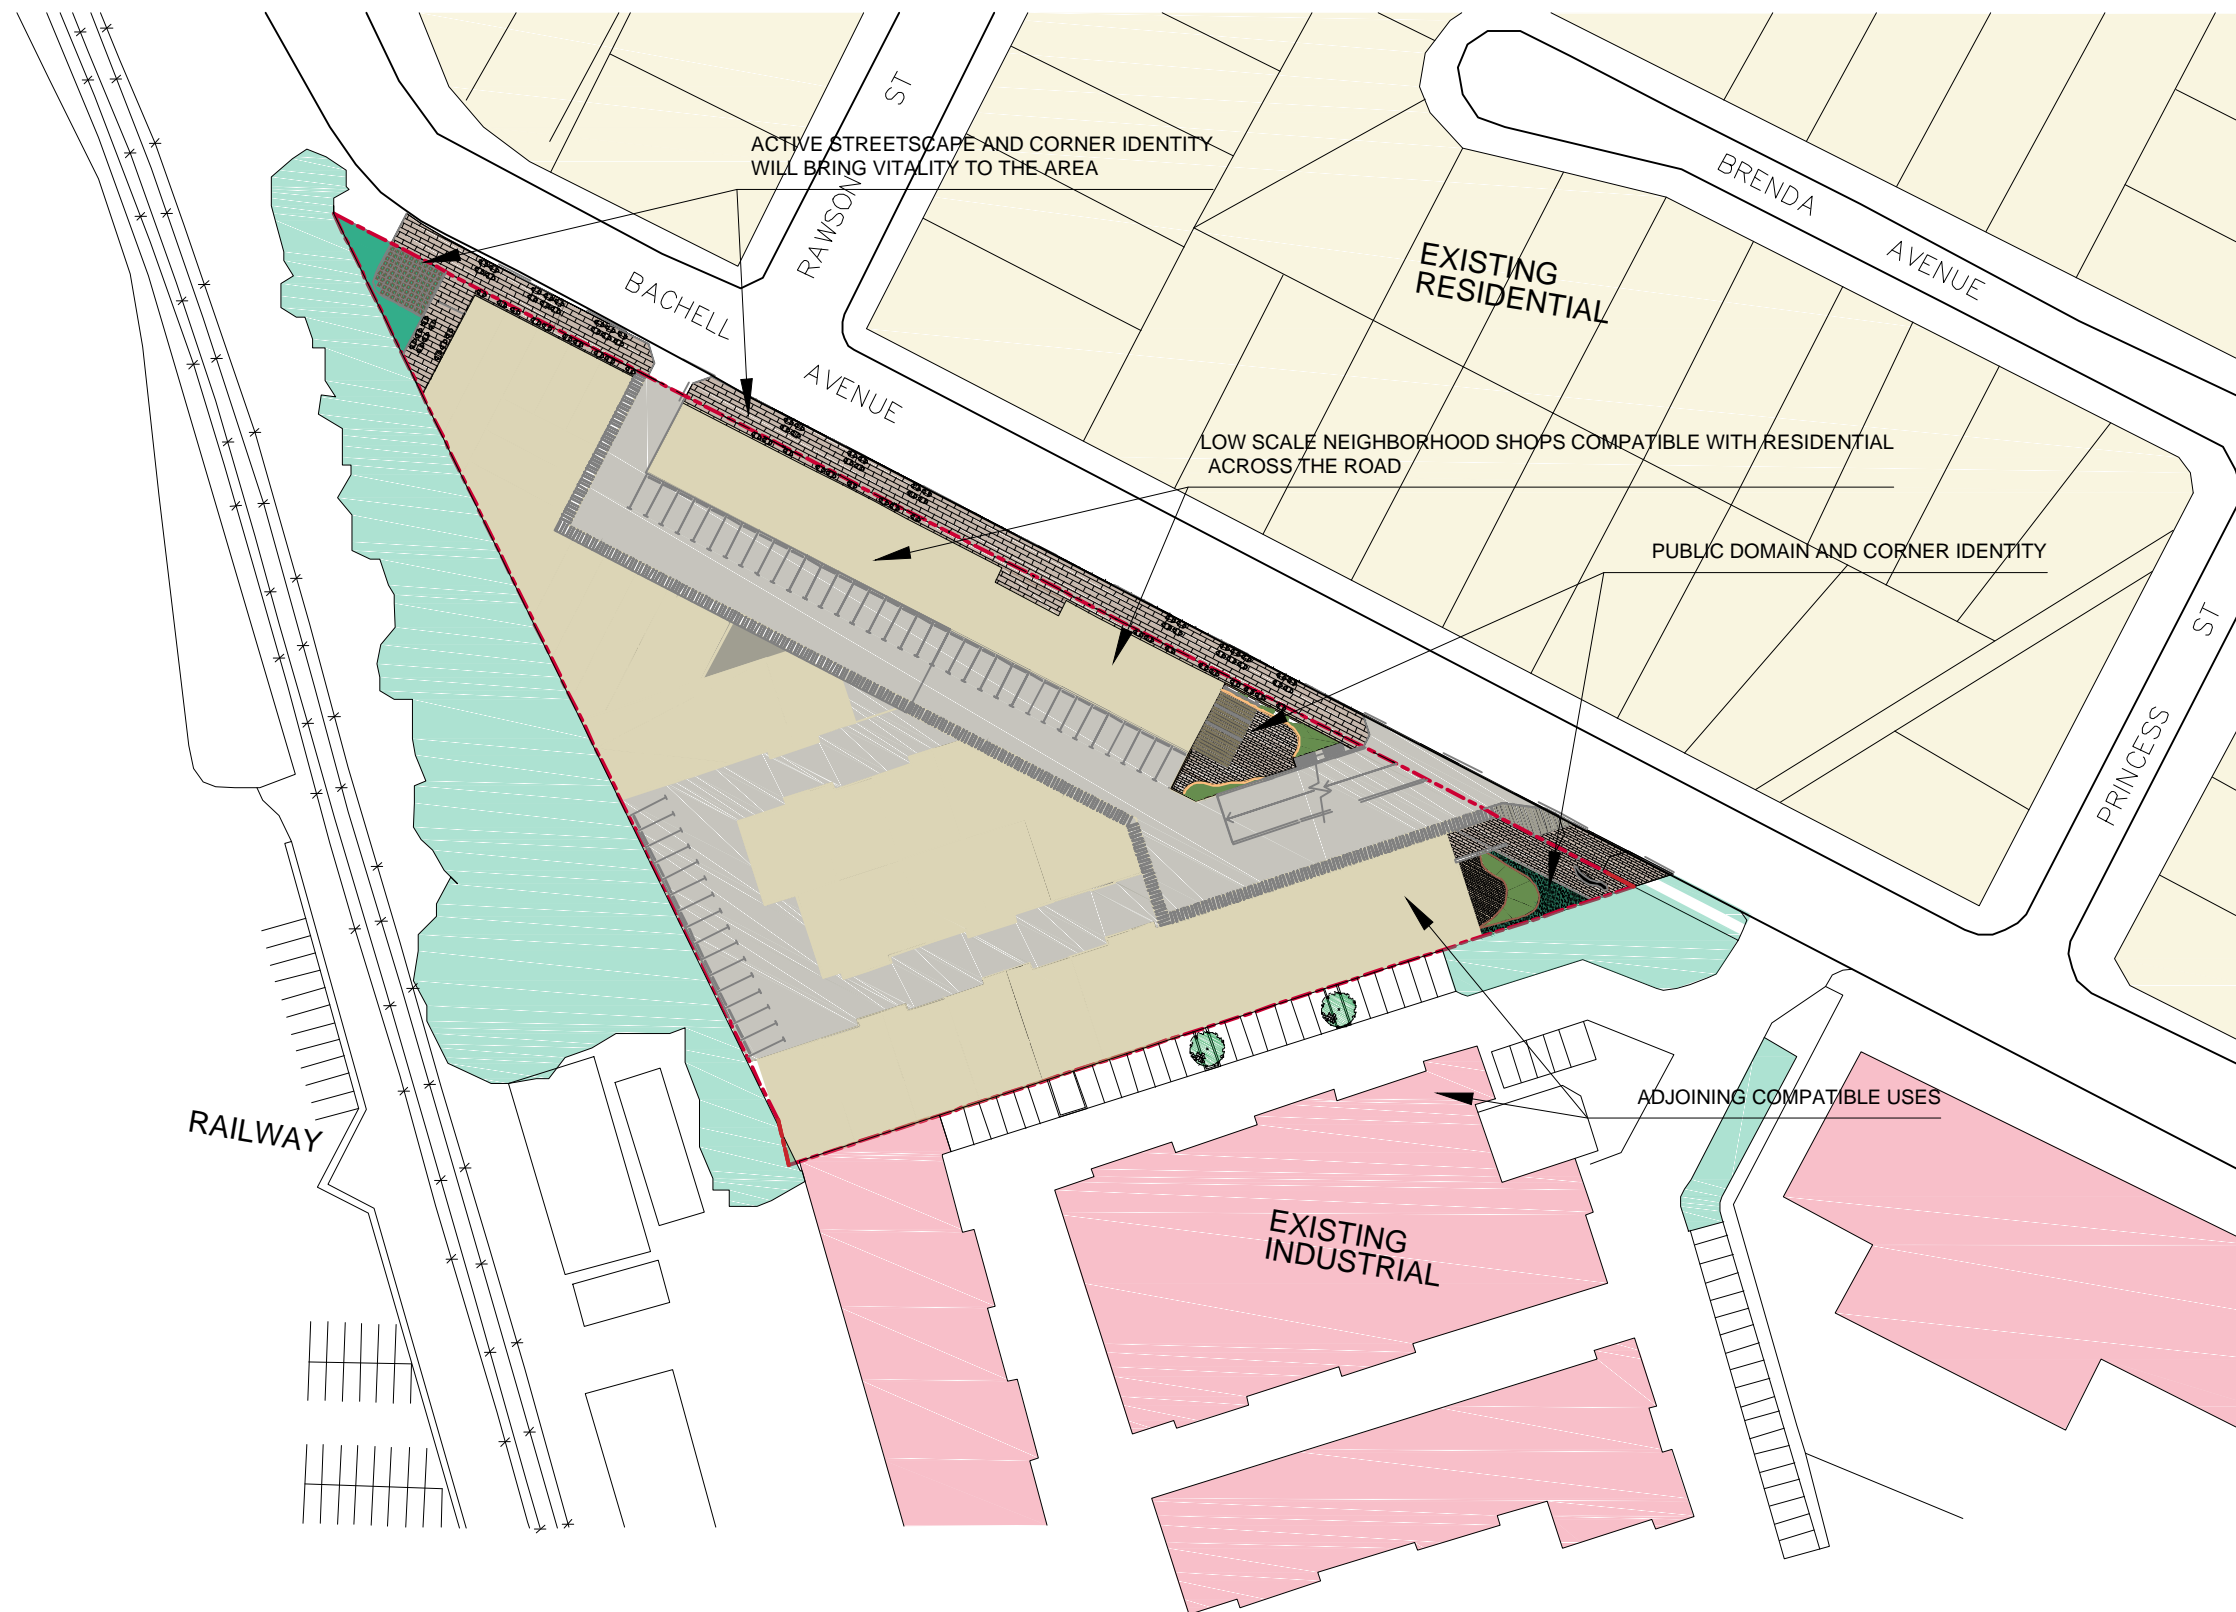 ACTIVE STREETSCAPE AND CORNER IDENTITY
WILL BRING VITALITY TO THE AREA
RAWSON ST
BRENDA AVENUE
BACHELL AVENUE
EXISTING
RESIDENTIAL
LOW SCALE NEIGHBORHOOD SHOPS COMPATIBLE WITH RESIDENTIAL
ACROSS THE ROAD
PUBLIC DOMAIN AND CORNER IDENTITY
PRINCESS ST
ADJOINING COMPATIBLE USES
RAILWAY
EXISTING
INDUSTRIAL